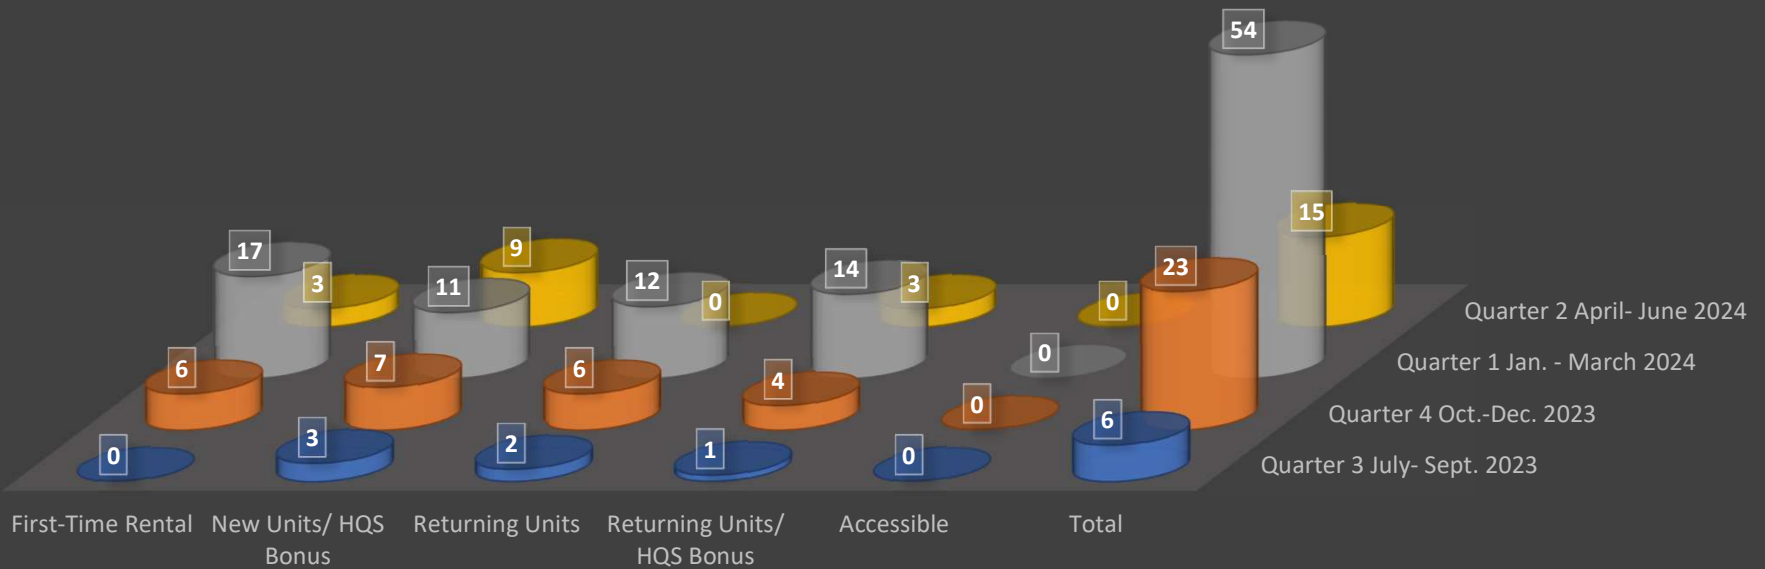 54
15
23
17
3
11
9
12
0
14
3
0
0
6
7
6
4
0
6
0
3
2
1
0
Quarter 2 April- June 2024
Quarter 1 Jan. - March 2024
Quarter 4 Oct.-Dec. 2023
Quarter 3 July- Sept. 2023
First-Time Rental
New Units/ HQS
Bonus
Returning Units
Returning Units/
HQS Bonus
Accessible
Total